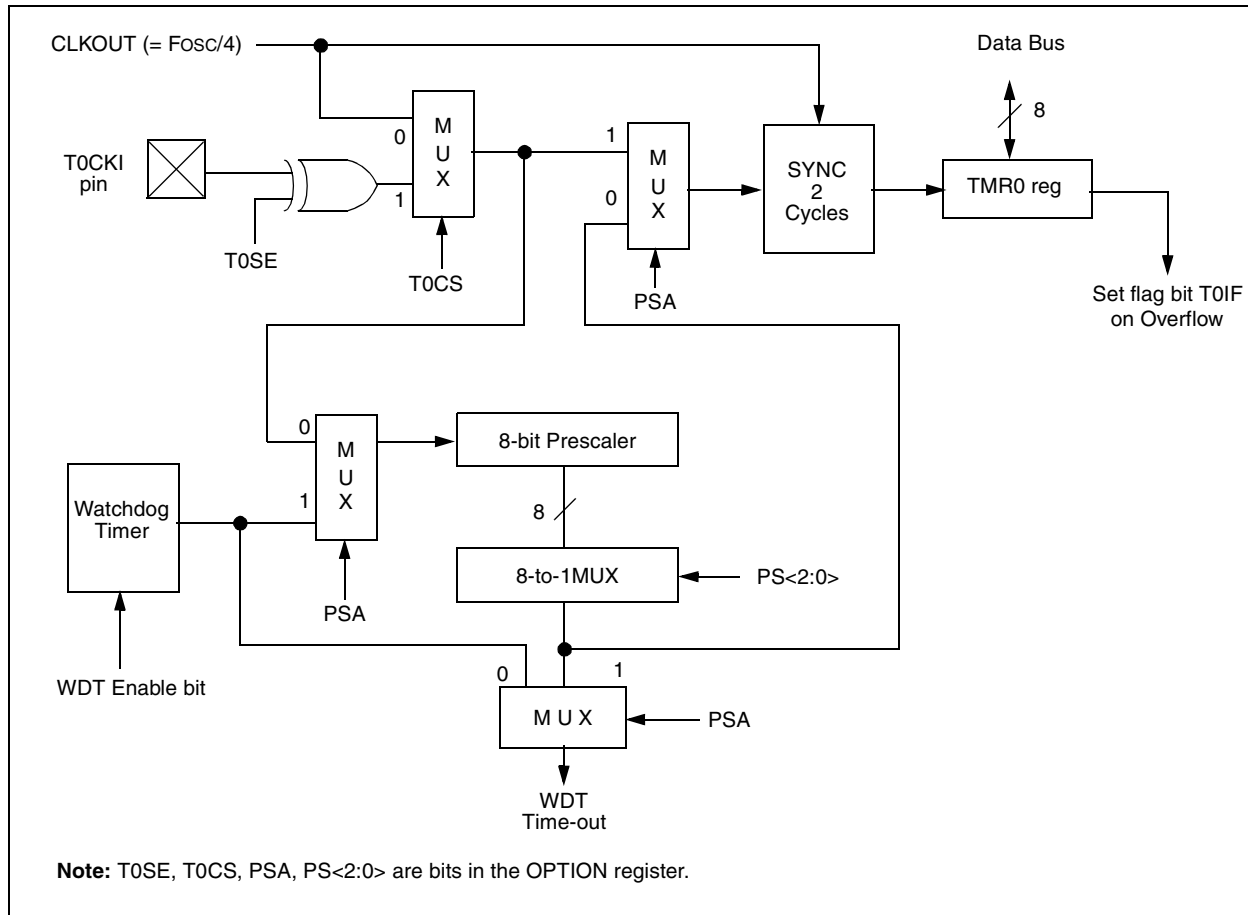 CLKOUT (= FOSC/4)
Data Bus
8
T0CKI
pin
T0SE
0
1
M
U
X
T0CS
1
0
M
U
X
PSA
SYNC
2
Cycles
TMR0 reg
Set flag bit T0IF
on Overflow
0
1
M
U
X
PSA
8-bit Prescaler
Watchdog
Timer
8
8-to-1MUX
PS<2:0>
WDT Enable bit
0
1
M U X
PSA
WDT
Time-out
Note: T0SE, T0CS, PSA, PS<2:0> are bits in the OPTION register.